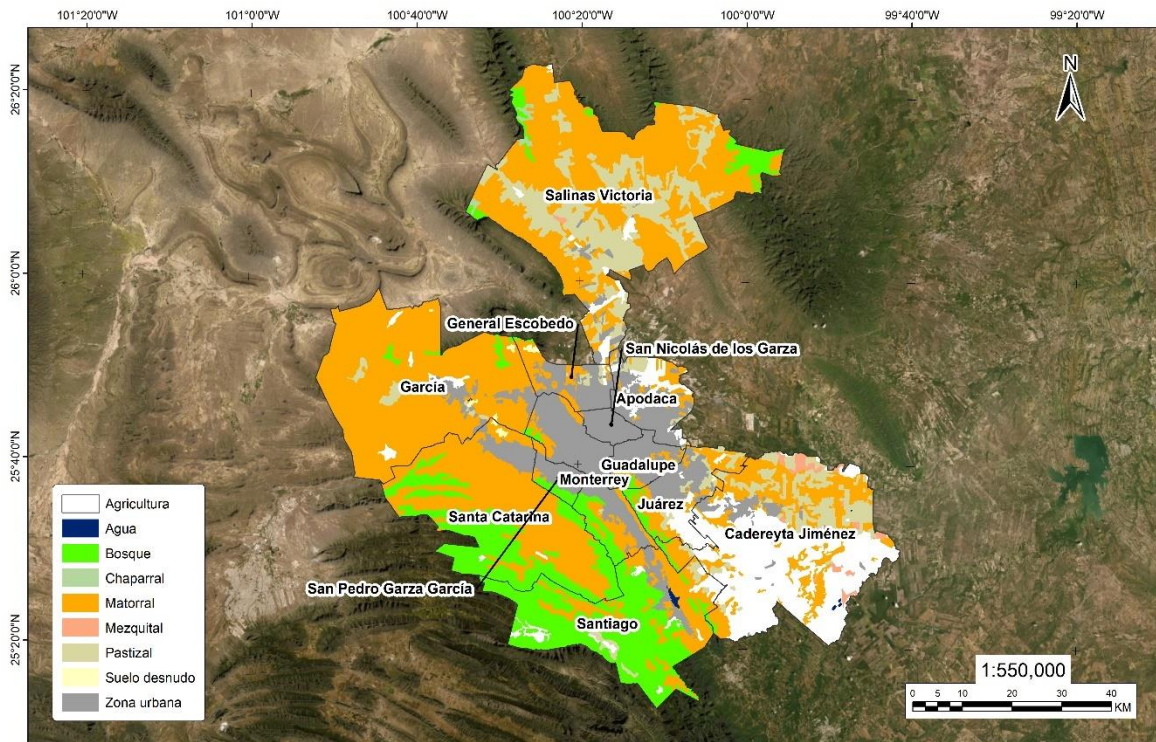 101°20'0"W
101°0'0"W
100°40'0"W
100°20'0"W
100°0'0"W
99°40'0"W
99°20'0"W
26°20'0"N
26°0'0"N
25°40'0"N
25°20'0"N
N
Salinas Victoria
General Escobedo
San Nicolás de los Garza
García
Apodaca
Guadalupe
Monterrey
Juárez
Santa Catarina
Cadereyta Jiménez
San Pedro Garza García
Santiago
Agricultura
Agua
Bosque
Chaparral
Matorral
Mezquital
Pastizal
Suelo desnudo
Zona urbana
1:550,000
0 5 10 20 30 40
KM